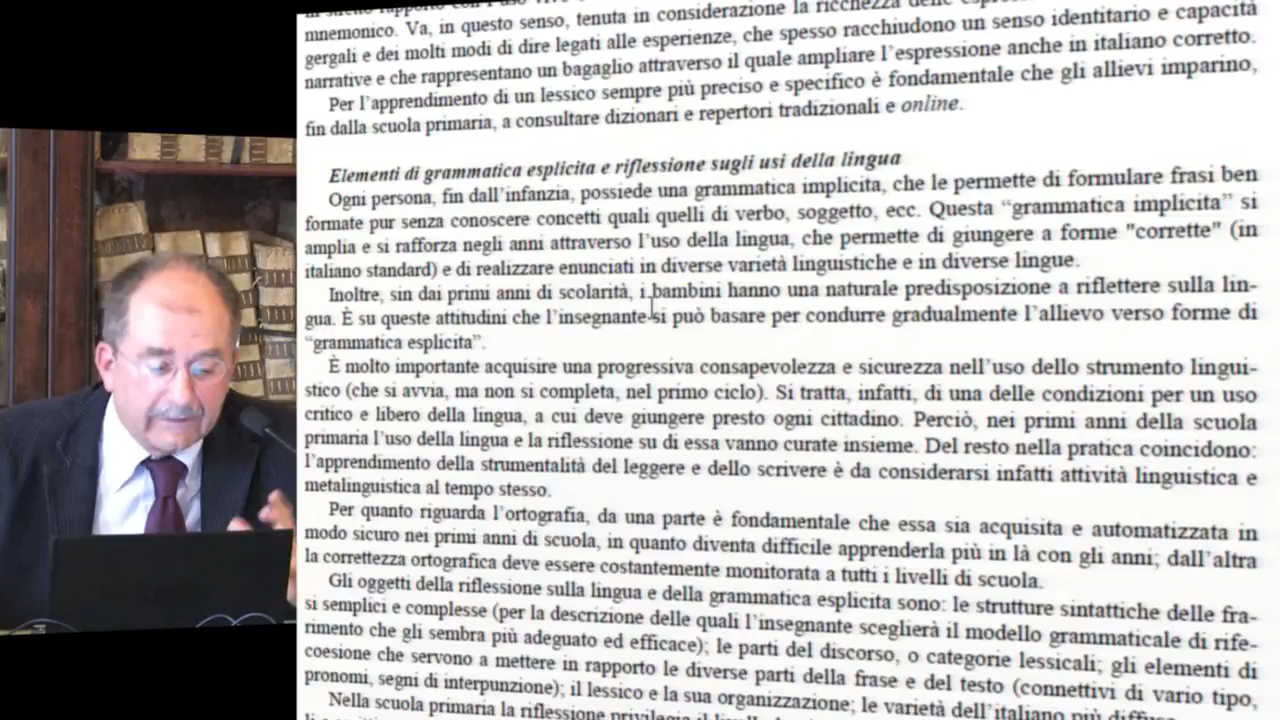 mnemonico. Va, in questo senso, tenuta in considerazione la ricchezza delle
gergali e dei molti modi di dire legati alle esperienze, che spesso racchiudono un senso identitario e capacità
narrative e che rappresentano un bagaglio attraverso il quale ampliare l'espressione anche in italiano corretto.
Per l'apprendimento di un lessico sempre più preciso e specifico è fondamentale che gli allievi imparino,
fin dalla scuola primaria, a consultare dizionari e repertori tradizionali e online.
Elementi di grammatica esplicita e riflessione sugli usi della lingua
Ogni persona, fin dall'infanzia, possiede una grammatica implicita, che le permette di formulare frasi ben
formate pur senza conoscere concetti quali quelli di verbo, soggetto, ecc. Questa “grammatica implicita” si
amplia e si rafforza negli anni attraverso l'uso della lingua, che permette di giungere a forme "corrette" (in
italiano standard) e di realizzare enunciati in diverse varietà linguistiche e in diverse lingue.
Inoltre, sin dai primi anni di scolarità, i bambini hanno una naturale predisposizione a riflettere sulla lin-
gua. È su queste attitudini che l'insegnante si può basare per condurre gradualmente l'allievo verso forme di
“grammatica esplicita”.
È molto importante acquisire una progressiva consapevolezza e sicurezza nell'uso dello strumento lingui-
stico (che si avvia, ma non si completa, nel primo ciclo). Si tratta, infatti, di una delle condizioni per un uso
critico e libero della lingua, a cui deve giungere presto ogni cittadino. Perciò, nei primi anni della scuola
primaria l'uso della lingua e la riflessione su di essa vanno curate insieme. Del resto nella pratica coincidono:
l'apprendimento della strumentalità del leggere e dello scrivere è da considerarsi infatti attività linguistica e
metalinguistica al tempo stesso.
Per quanto riguarda l'ortografia, da una parte è fondamentale che essa sia acquisita e automatizzata in
modo sicuro nei primi anni di scuola, in quanto diventa difficile apprenderla più in là con gli anni; dall'altra
la correttezza ortografica deve essere costantemente monitorata a tutti i livelli di scuola.
Gli oggetti della riflessione sulla lingua e della grammatica esplicita sono: le strutture sintattiche delle fra-
si semplici e complesse (per la descrizione delle quali l'insegnante sceglierà il modello grammaticale di rife-
rimento che gli sembra più adeguato ed efficace); le parti del discorso, o categorie lessicali; gli elementi di
coesione che servono a mettere in rapporto le diverse parti della frase e del testo (connettivi di vario tipo,
pronomi, segni di interpunzione); il lessico e la sua organizzazione; le varietà dell'italiano più
Nella scuola primaria la riflessione privilegia il